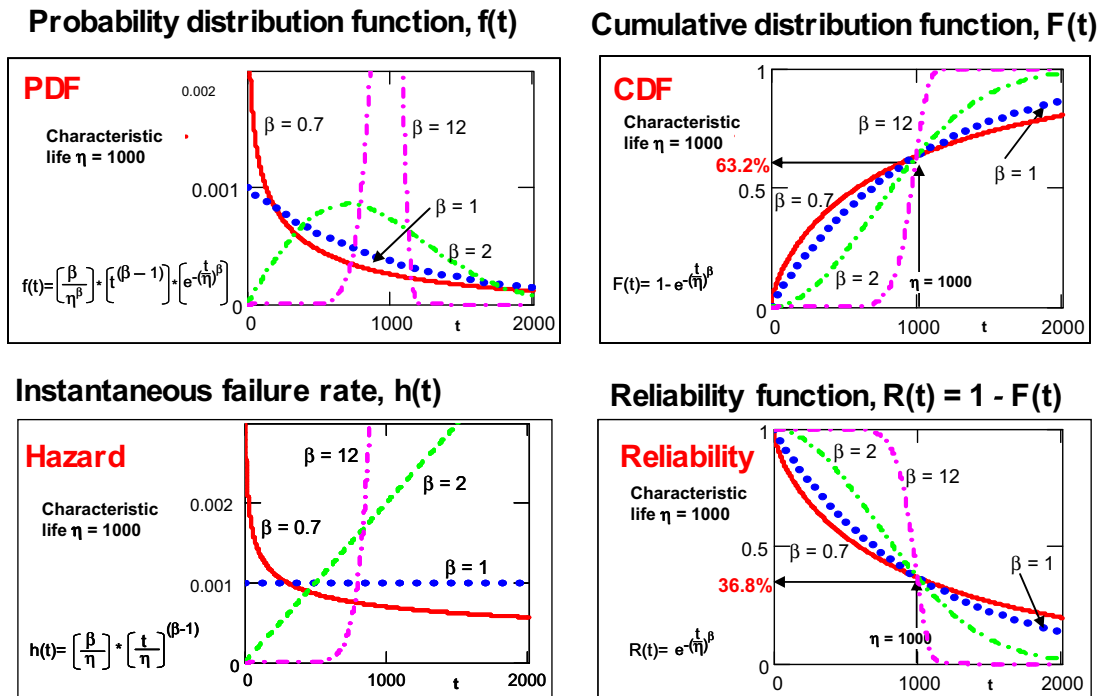 Probability distribution function, f(t)
PDF
0.002
Characteristic
life η = 1000
β = 0.7
β = 12
0.001
β = 1
β = 2
f(t)=[β/η^β]*[t^(β – 1)]*[e^-(t/η)^β]
0
0
1000
t
2000
Cumulative distribution function, F(t)
CDF
1
Characteristic
life η = 1000
β = 12
63.2%
β = 1
0.5
β = 0.7
β = 2
η = 1000
F(t)= 1- e^-(t/η)^β
0
0
1000
t
2000
Instantaneous failure rate, h(t)
Hazard
β = 12
β = 2
Characteristic
life η = 1000
0.002
β = 0.7
0.001
β = 1
h(t)= [β/η] * [t/η]^(β-1)
0
0
1000
t
2000
Reliability function, R(t) = 1 - F(t)
1
Reliability
β = 2
β = 12
Characteristic
life η = 1000
0.5
β = 0.7
β = 1
36.8%
η = 1000
R(t)= e^-(t/η)^β
0
0
1000
t
2000